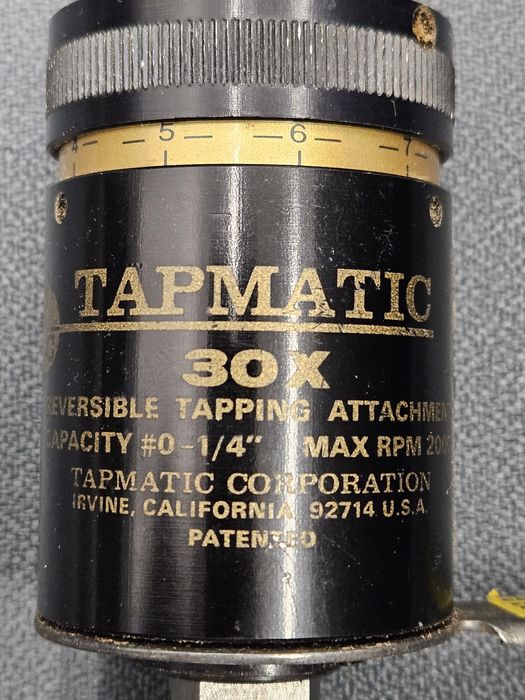 4 — 5 — — 6 — — 7
TAPMATIC
30X
REVERSIBLE TAPPING ATTACHMENT
CAPACITY #0-1/4" MAX RPM 2000
TAPMATIC CORPORATION
IRVINE, CALIFORNIA 92714 U.S.A.
PATENTED